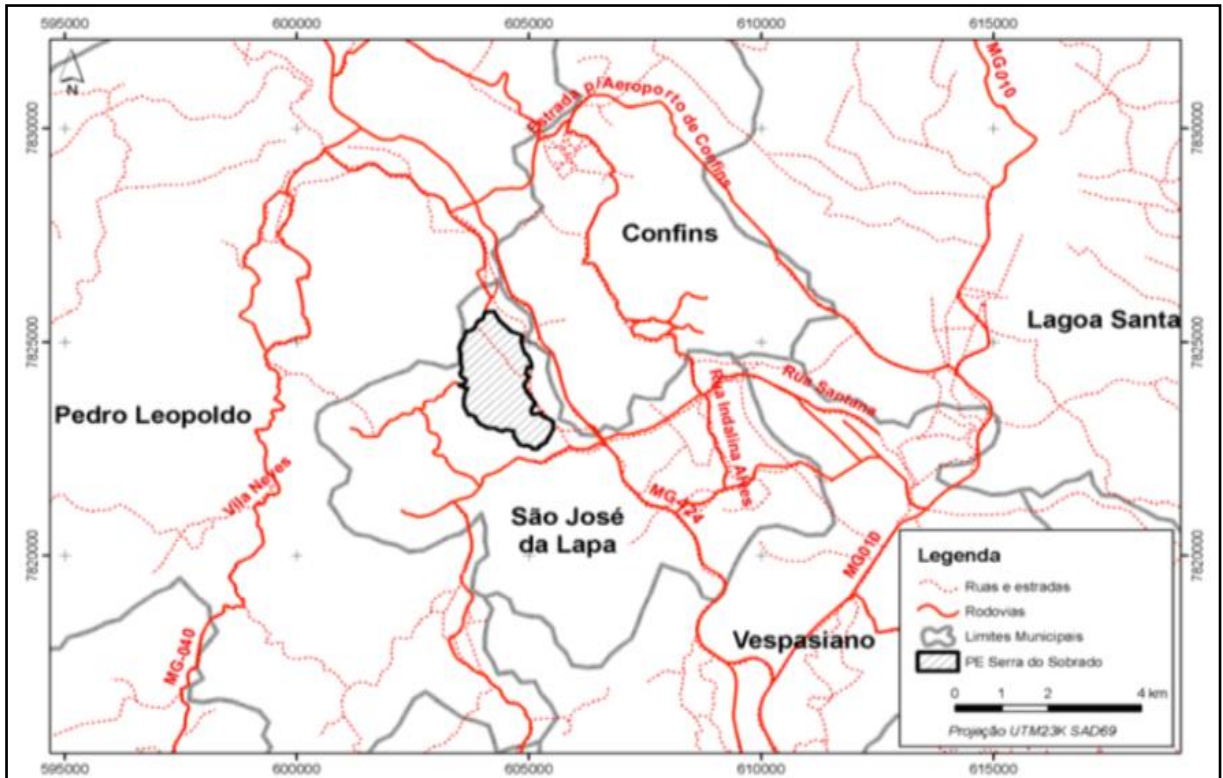 595000 600000 605000 610000 615000
N
MG010
Estrada p/Aeroporto de Confins
7830000
7830000
Confins
Lagoa Santa
7825000
7825000
Rua Indalina Alves
Pedro Leopoldo
Vila Neves
MG-424
São José
da Lapa
MG010
7820000
7820000
Vespasiano
MG-040
Legenda
Ruas e estradas
Rodovias
Limites Municipais
PE Serra do Sobrado
0 1 2 4 km
Projeção UTM23K SAD69
595000 600000 605000 610000 615000